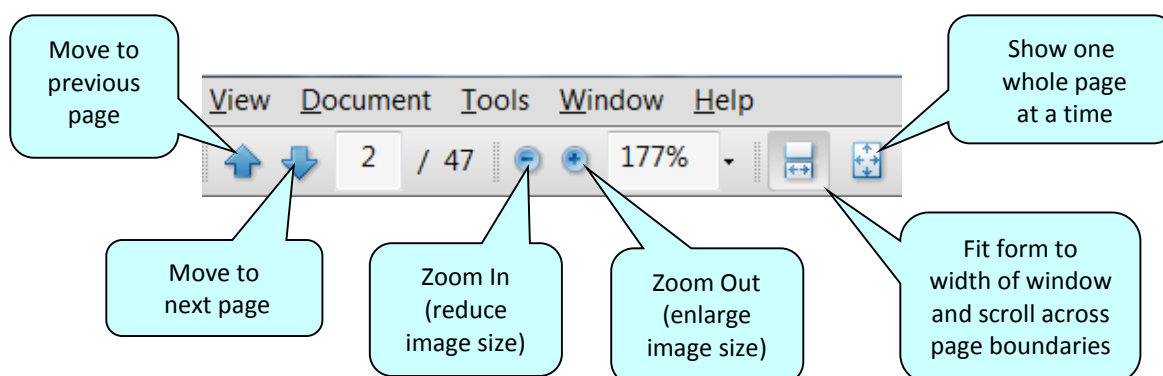 Move to
previous
page
Show one
whole page
at a time
View Document Tools Window Help
2 / 47 177%
Move to
next page
Zoom In
(reduce
image size)
Zoom Out
(enlarge
image size)
Fit form to
width of window
and scroll across
page boundaries